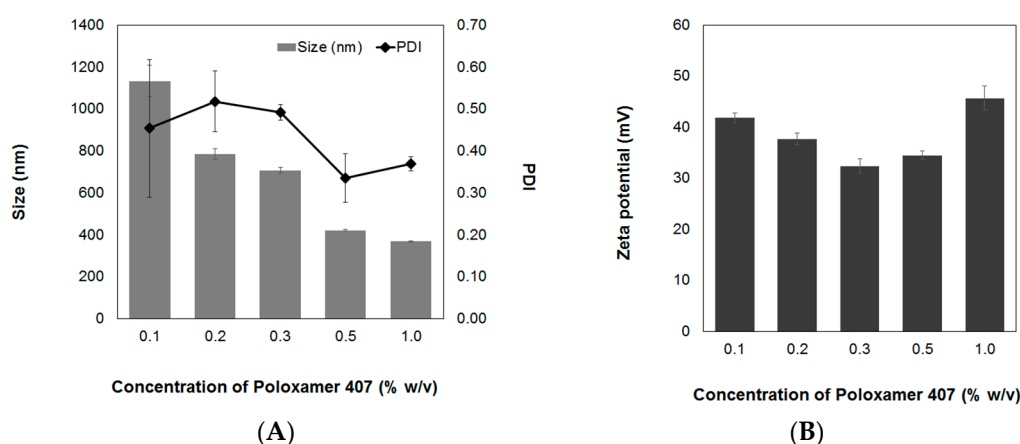 1400
1200
1000
800
600
400
200
0
Size (nm)
Size (nm)
PDI
0.70
0.60
0.50
0.40
0.30
0.20
0.10
0.00
PDI
0.1 0.2 0.3 0.5 1.0
Concentration of Poloxamer 407 (% w/v)
(A)
60
50
40
30
20
10
0
Zeta potential (mV)
0.1 0.2 0.3 0.5 1.0
Concentration of Poloxamer 407 (% w/v)
(B)